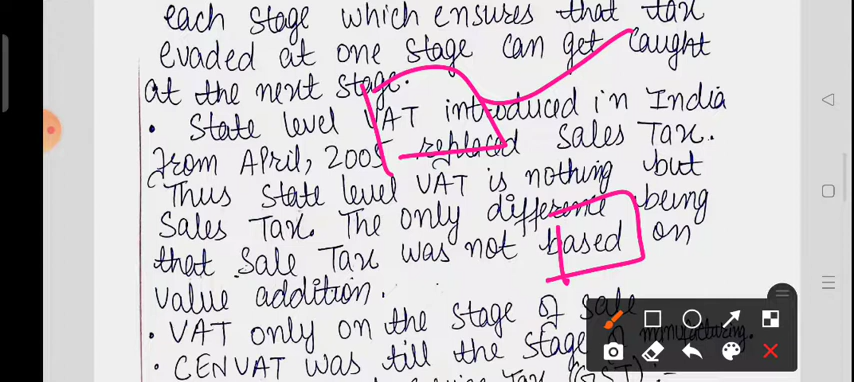 each stage which ensures that tax
evaded at one stage can get caught
at the next stage.
• State level VAT introduced in India
from April, 2005 replaced Sales Tax.
Thus State level VAT is nothing but
Sales Tax. The only difference being
that Sale Tax was not based on
value addition.
• VAT only on the stage of sale
• CENVAT was till the stage of manufacturing.
Tax (GST) :-